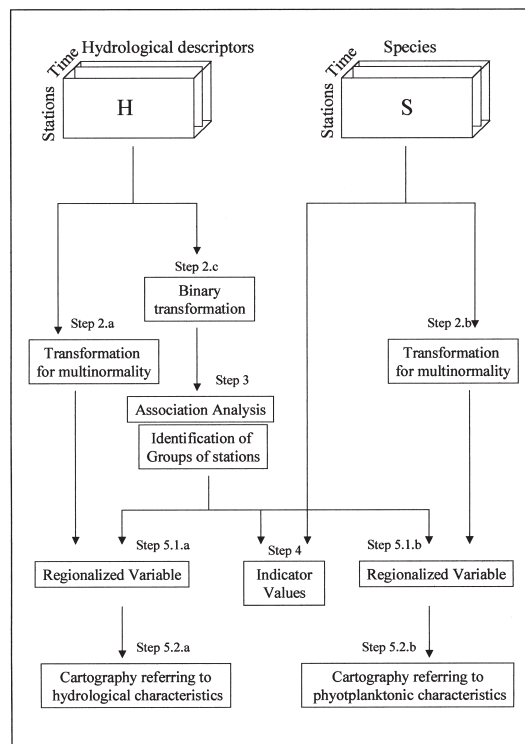 Hydrological descriptors
Species
Time
Time
Stations
Stations
H
S
Step 2.c
Binary
transformation
Step 2.a
Step 2.b
Transformation
for multinormality
Transformation
for multinormality
Step 3
Association Analysis
Identification of
Groups of stations
Step 5.1.a
Step 4
Step 5.1.b
Regionalized Variable
Indicator
Values
Regionalized Variable
Step 5.2.a
Step 5.2.b
Cartography referring to
hydrological characteristics
Cartography referring to
phyotplanktonic characteristics